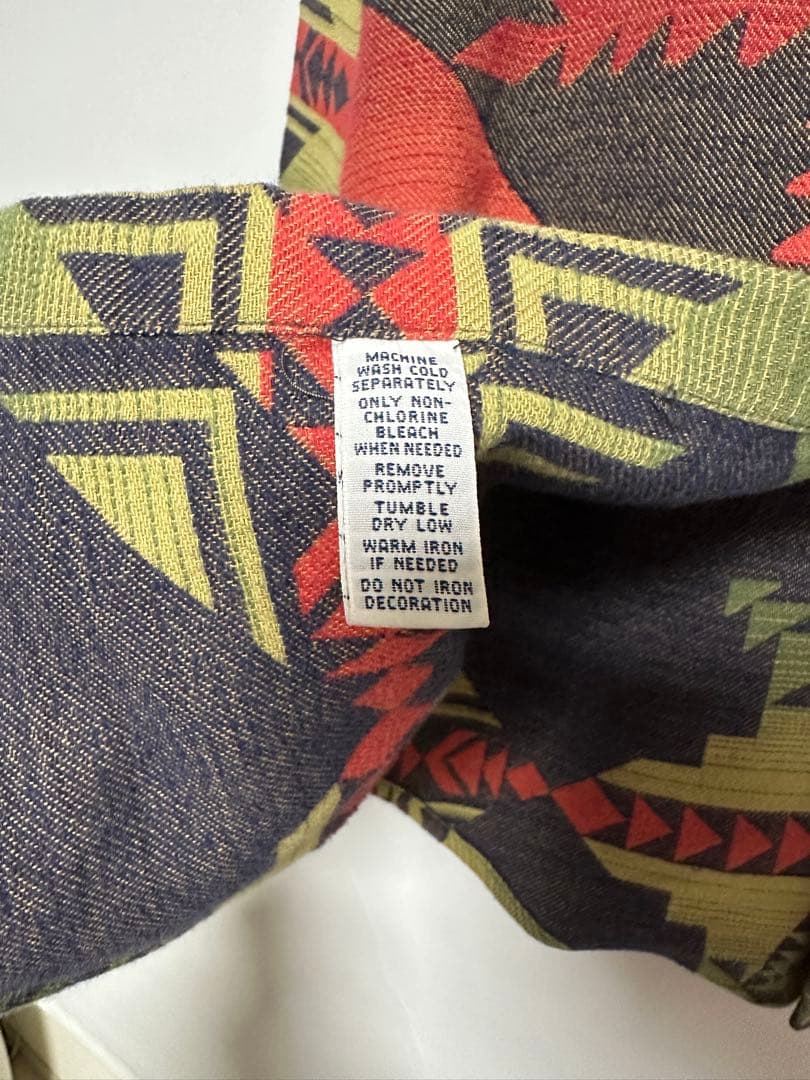 MACHINE
WASH COLD
SEPARATELY
ONLY NON-
CHLORINE
BLEACH
WHEN NEEDED
REMOVE
PROMPTLY
TUMBLE
DRY LOW
WARM IRON
IF NEEDED
DO NOT IRON
DECORATION